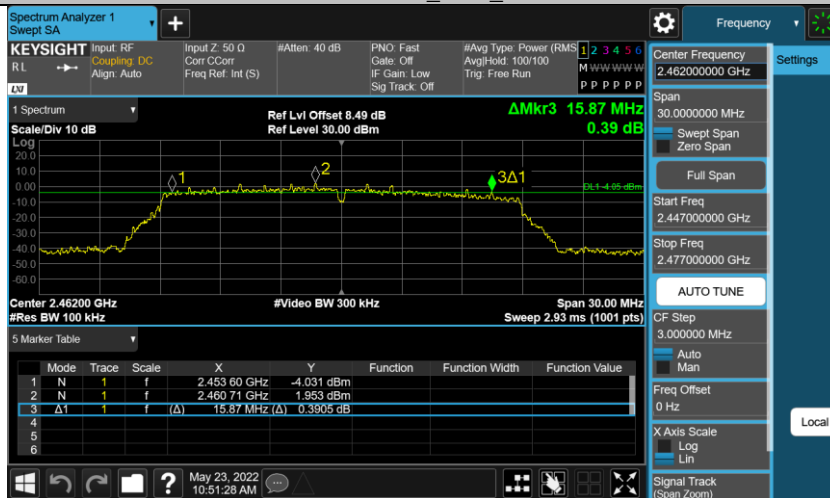 Spectrum Analyzer 1
Swept SA
▼
+
Frequency
▼
KEYSIGHT
RL
LXI
Input: RF
Coupling: DC
Align: Auto
Input Z: 50 Ω
Corr CCorr
Freq Ref: Int (S)
#Atten: 40 dB
PNO: Fast
Gate: Off
IF Gain: Low
Sig Track: Off
#Avg Type: Power (RMS
Avg|Hold: 100/100
Trig: Free Run
1 2 3 4 5 6
M W W W W W
P P P P P P
1 Spectrum ▼
Scale/Div 10 dB
Ref Lvl Offset 8.49 dB
Ref Level 30.00 dBm
ΔMkr3 15.87 MHz
0.39 dB
Log
20.0
10.0
0.00
-10.0
-20.0
-30.0
-40.0
-50.0
-60.0
1
2
3Δ1
DL1 -4.05 dBm
Center 2.46200 GHz
#Video BW 300 kHz
Span 30.00 MHz
#Res BW 100 kHz
Sweep 2.93 ms (1001 pts)
5 Marker Table ▼
Mode Trace Scale X Y Function Function Width Function Value
1 N 1 f 2.453 60 GHz -4.031 dBm
2 N 1 f 2.460 71 GHz 1.953 dBm
3 Δ1 1 f (Δ) 15.87 MHz (Δ) 0.3905 dB
4
5
6
?
May 23, 2022
10:51:28 AM
Center Frequency
2.462000000 GHz
Span
30.0000000 MHz
Swept Span
Zero Span
Full Span
Start Freq
2.447000000 GHz
Stop Freq
2.477000000 GHz
AUTO TUNE
CF Step
3.000000 MHz
Auto
Man
Freq Offset
0 Hz
X Axis Scale
Log
Lin
Signal Track
(Span Zoom)
Settings
Local